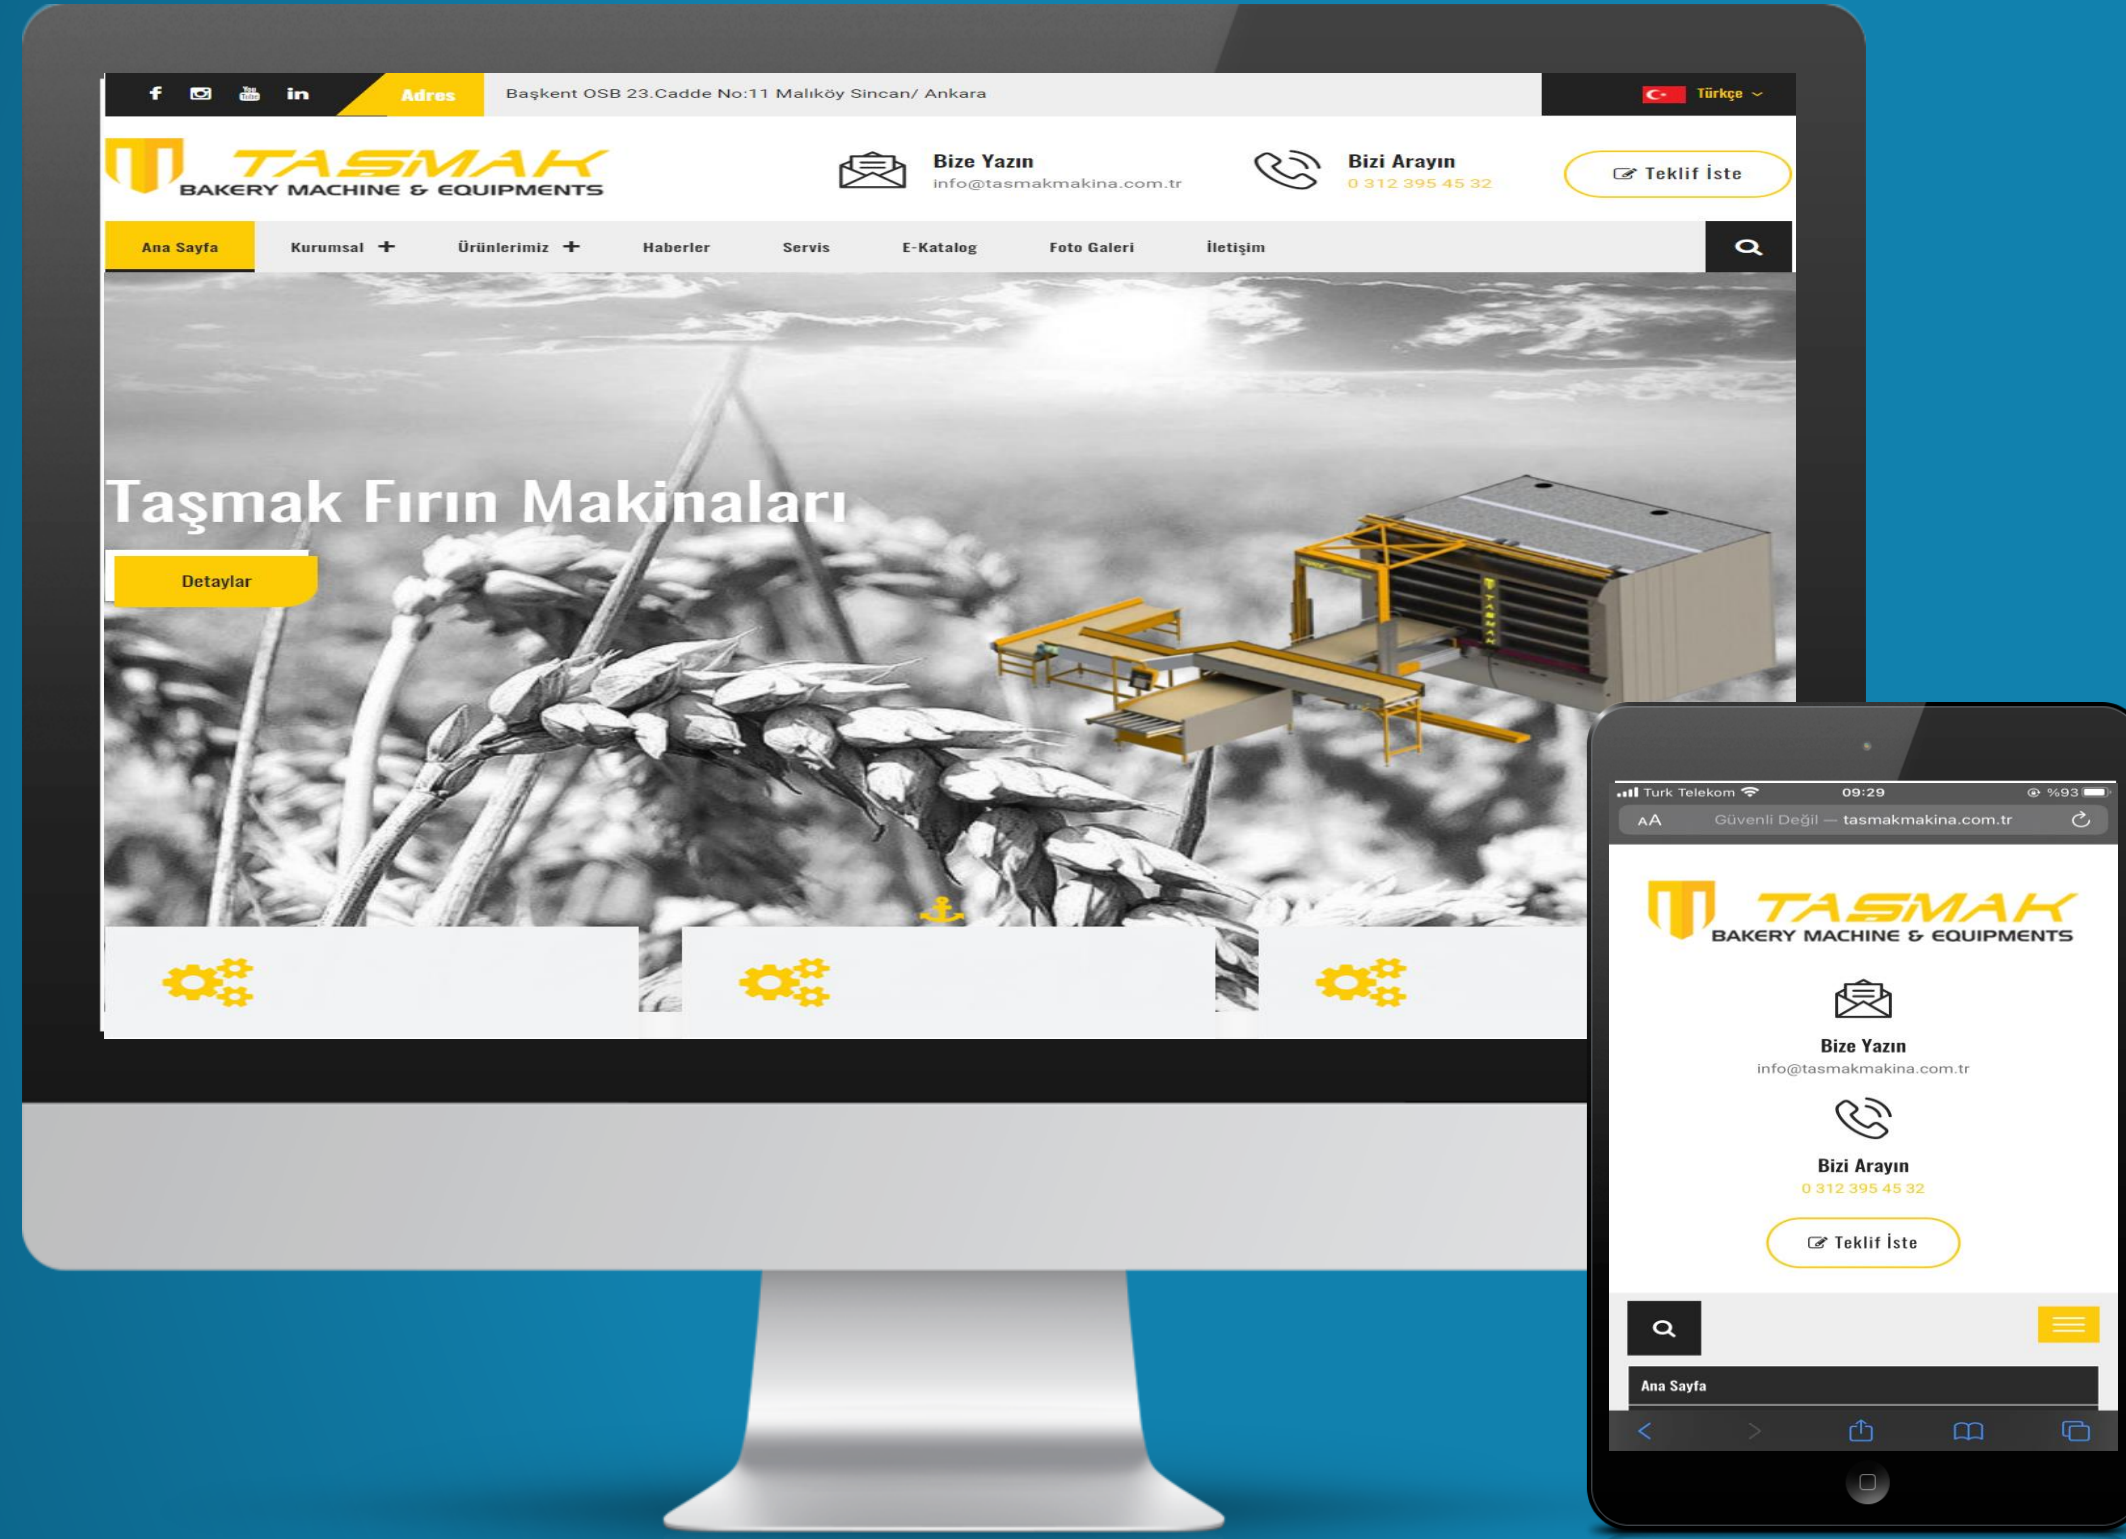 Adres
Başkent OSB 23.Cadde No:11 Malıköy Sincan/ Ankara
Türkçe
TASMAK
BAKERY MACHINE & EQUIPMENTS
Bize Yazın
info@tasmakmakina.com.tr
Bizi Arayın
0 312 395 45 32
Teklif İste
Ana Sayfa
Kurumsal
Ürünlerimiz
Haberler
Servis
E-Katalog
Foto Galeri
İletişim
Taşmak Fırın Makinaları
Detaylar
TASMAK
Turk Telekom
09:29
%93
AA
Güvenli Değil — tasmakmakina.com.tr
TASMAK
BAKERY MACHINE & EQUIPMENTS
Bize Yazın
info@tasmakmakina.com.tr
Bizi Arayın
0 312 395 45 32
Teklif İste
Ana Sayfa